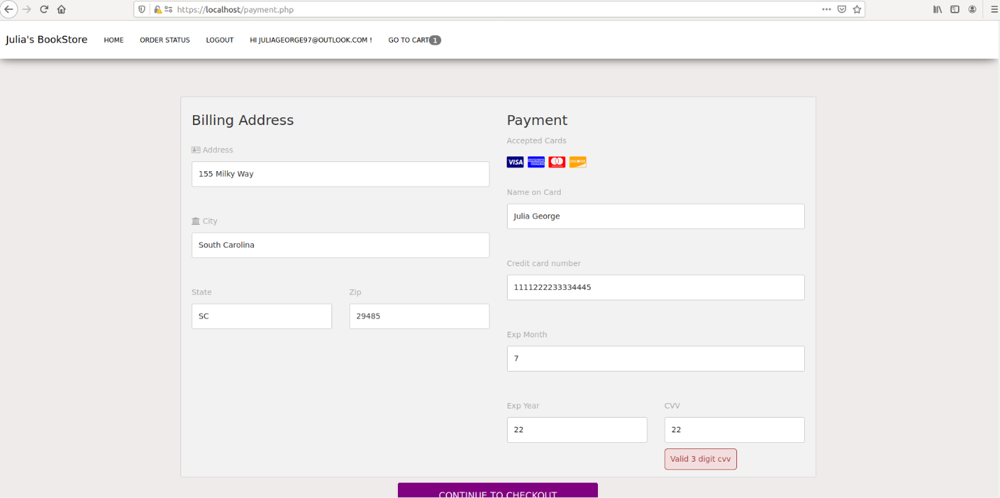 https://localhost/payment.php
Julia's BookStore HOME ORDER STATUS LOGOUT HI JULIAGEORGE97@OUTLOOK.COM ! GO TO CART 1
Billing Address
Address
155 Milky Way
City
South Carolina
State Zip
SC 29485
Payment
Accepted Cards
VISA AMERICAN EXPRESS DISCOVER
Name on Card
Julia George
Credit card number
1111222233334445
Exp Month
7
Exp Year CVV
22 22
Valid 3 digit cvv
CONTINUE TO CHECKOUT